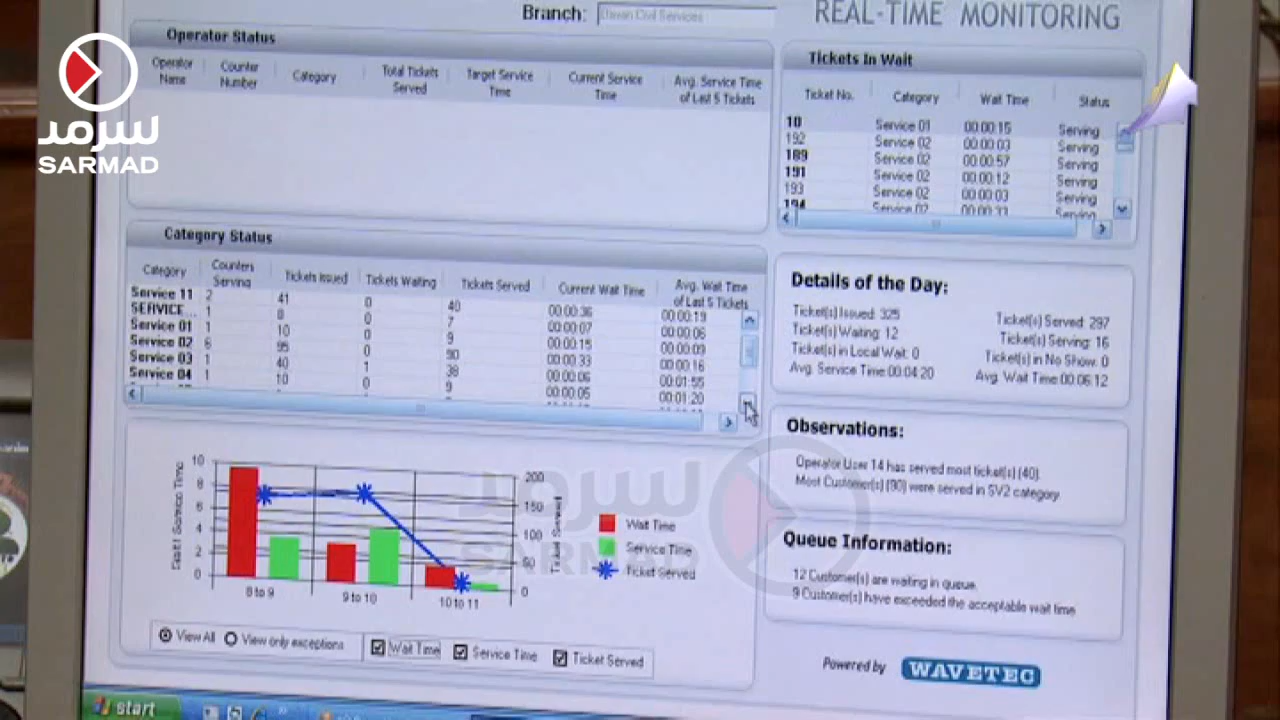 سرمد
SARMAD
Branch: Diwan Civil Services
REAL-TIME MONITORING
Operator Status
Operator Name Counter Number Category Total Tickets Served Target Service Time Current Service Time Avg. Service Time of Last 5 Tickets
Tickets In Wait
Ticket No. Category Wait Time Status
10 Service 01 00:00:15 Serving
192 Service 02 00:00:03 Serving
189 Service 02 00:00:57 Serving
191 Service 02 00:00:12 Serving
193 Service 02 00:00:03 Serving
194 Service 02 00:00:33 Serving
Category Status
Category Counters Serving Tickets Issued Tickets Waiting Tickets Served Current Wait Time Avg. Wait Time of Last 5 Tickets
Service 11 2 41 0 40 00:00:36 00:00:19
SERVICE... 1 8 0 7 00:00:07 00:00:06
Service 01 1 10 0 9 00:00:15 00:00:09
Service 02 6 95 0 90 00:00:33 00:00:16
Service 03 1 40 1 38 00:00:06 00:01:55
Service 04 1 10 0 9 00:00:05 00:01:20
Details of the Day:
Ticket(s) Issued: 325 Ticket(s) Served: 297
Ticket(s) Waiting: 12 Ticket(s) Serving: 16
Ticket(s) in Local Wait: 0 Ticket(s) in No Show: 0
Avg. Service Time:00:04:20 Avg. Wait Time:00:06:12
Observations:
Operator User 14 has served most ticket(s) (40).
Most Customer(s) (90) were served in SV2 category
Queue Information:
12 Customer(s) are waiting in queue.
9 Customer(s) have exceeded the acceptable wait time
10 200
8 150
6
4 100
2 50
0 0
8 to 9 9 to 10 10 to 11
Wait Time
Service Time
Ticket Served
سرمد
SARMAD
View All View only exceptions Wait Time Service Time Ticket Served
Powered by WAVETEC
start